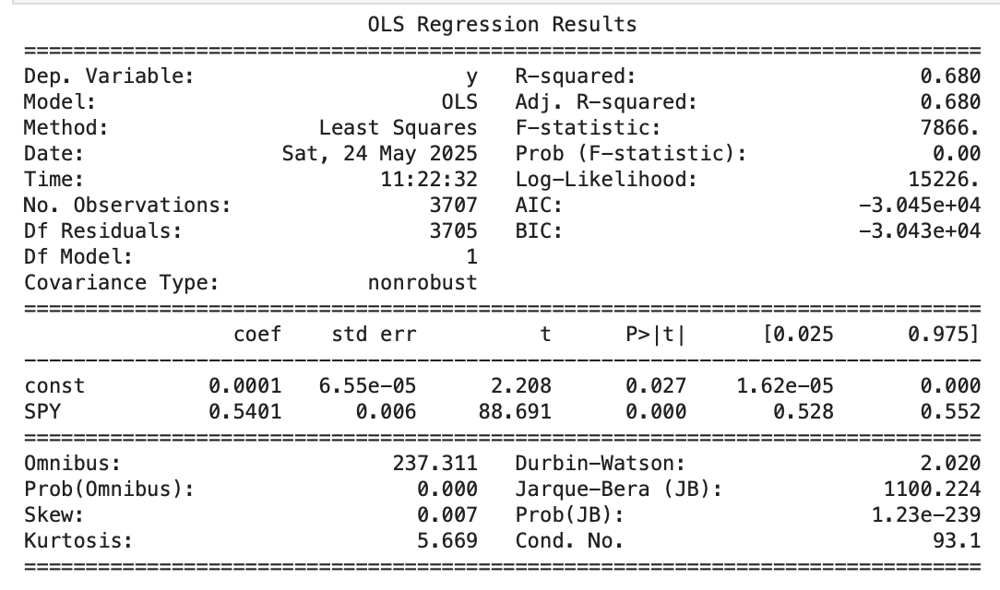 OLS Regression Results
==============================================================================
Dep. Variable:                      y   R-squared:                       0.680
Model:                            OLS   Adj. R-squared:                  0.680
Method:                 Least Squares   F-statistic:                     7866.
Date:                Sat, 24 May 2025   Prob (F-statistic):               0.00
Time:                        11:22:32   Log-Likelihood:                 15226.
No. Observations:                3707   AIC:                        -3.045e+04
Df Residuals:                    3705   BIC:                        -3.043e+04
Df Model:                           1
Covariance Type:            nonrobust
==============================================================================
                 coef    std err          t      P>|t|      [0.025      0.975]
------------------------------------------------------------------------------
const          0.0001   6.55e-05      2.208      0.027    1.62e-05       0.000
SPY            0.5401      0.006     88.691      0.000       0.528       0.552
==============================================================================
Omnibus:                      237.311   Durbin-Watson:                   2.020
Prob(Omnibus):                  0.000   Jarque-Bera (JB):             1100.224
Skew:                           0.007   Prob(JB):                    1.23e-239
Kurtosis:                       5.669   Cond. No.                         93.1
==============================================================================